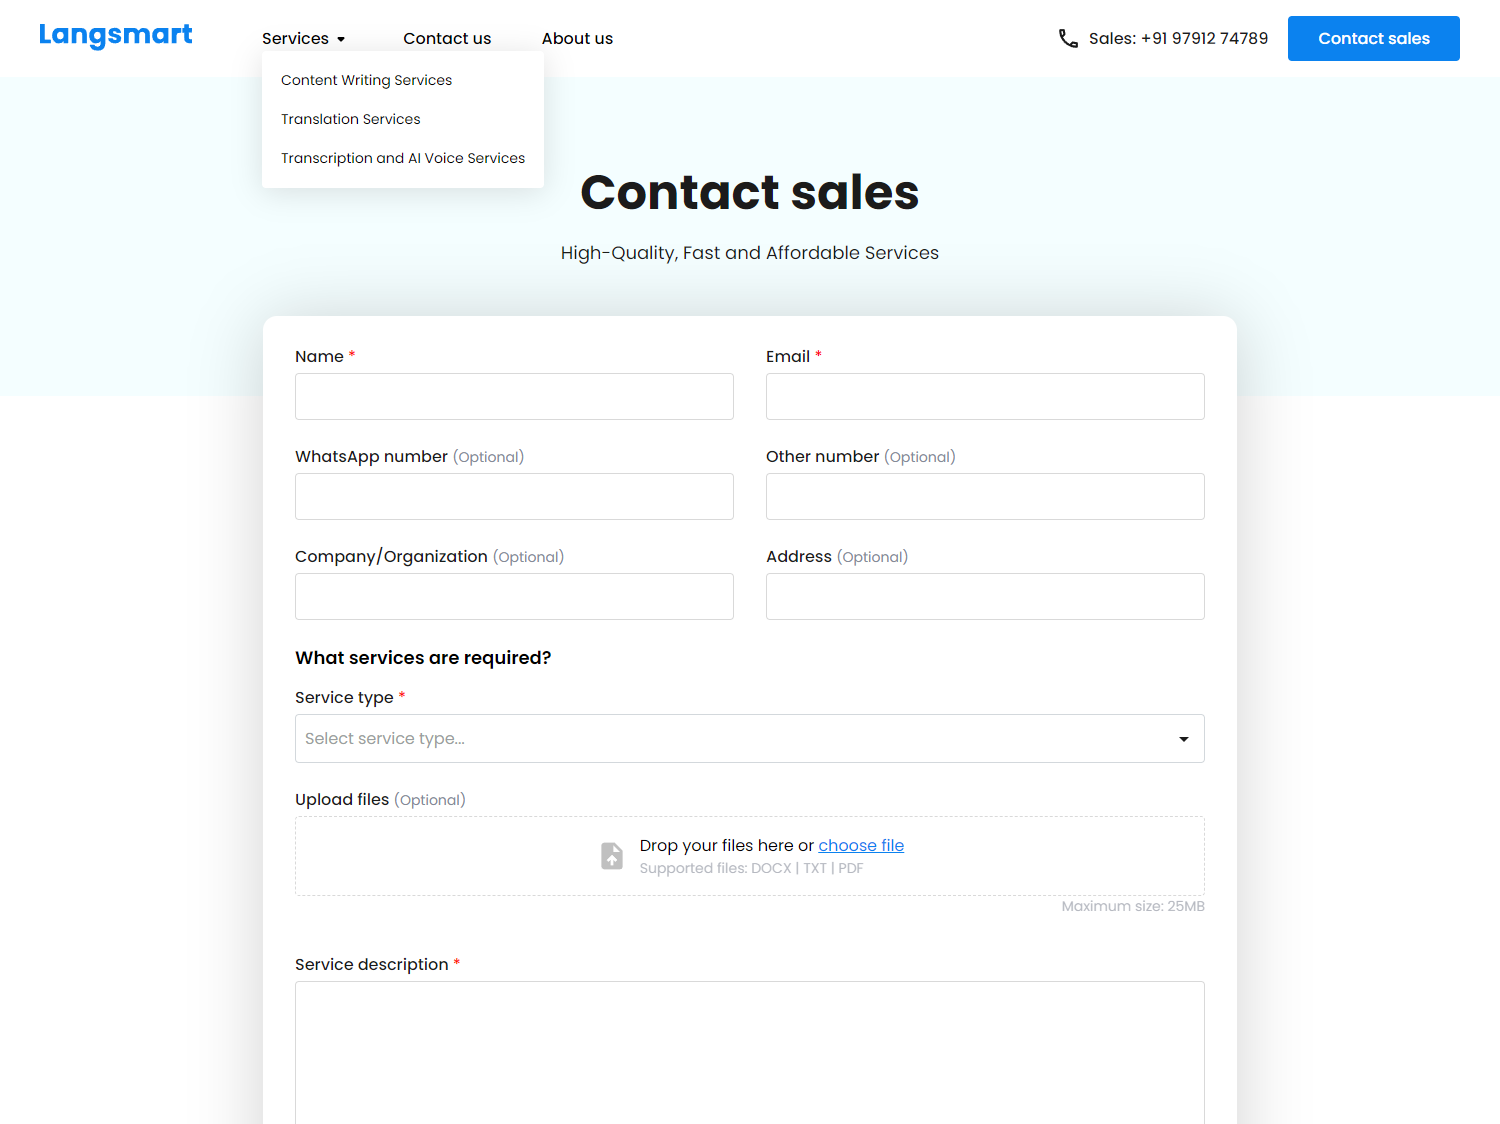 Langsmart
Services
Contact us
About us
Sales: +91 97912 74789
Contact sales
Content Writing Services
Translation Services
Transcription and AI Voice Services
Contact sales
High-Quality, Fast and Affordable Services
Name *
Email *
WhatsApp number (Optional)
Other number (Optional)
Company/Organization (Optional)
Address (Optional)
What services are required?
Service type *
Select service type...
Upload files (Optional)
Drop your files here or choose file
Supported files: DOCX | TXT | PDF
Maximum size: 25MB
Service description *